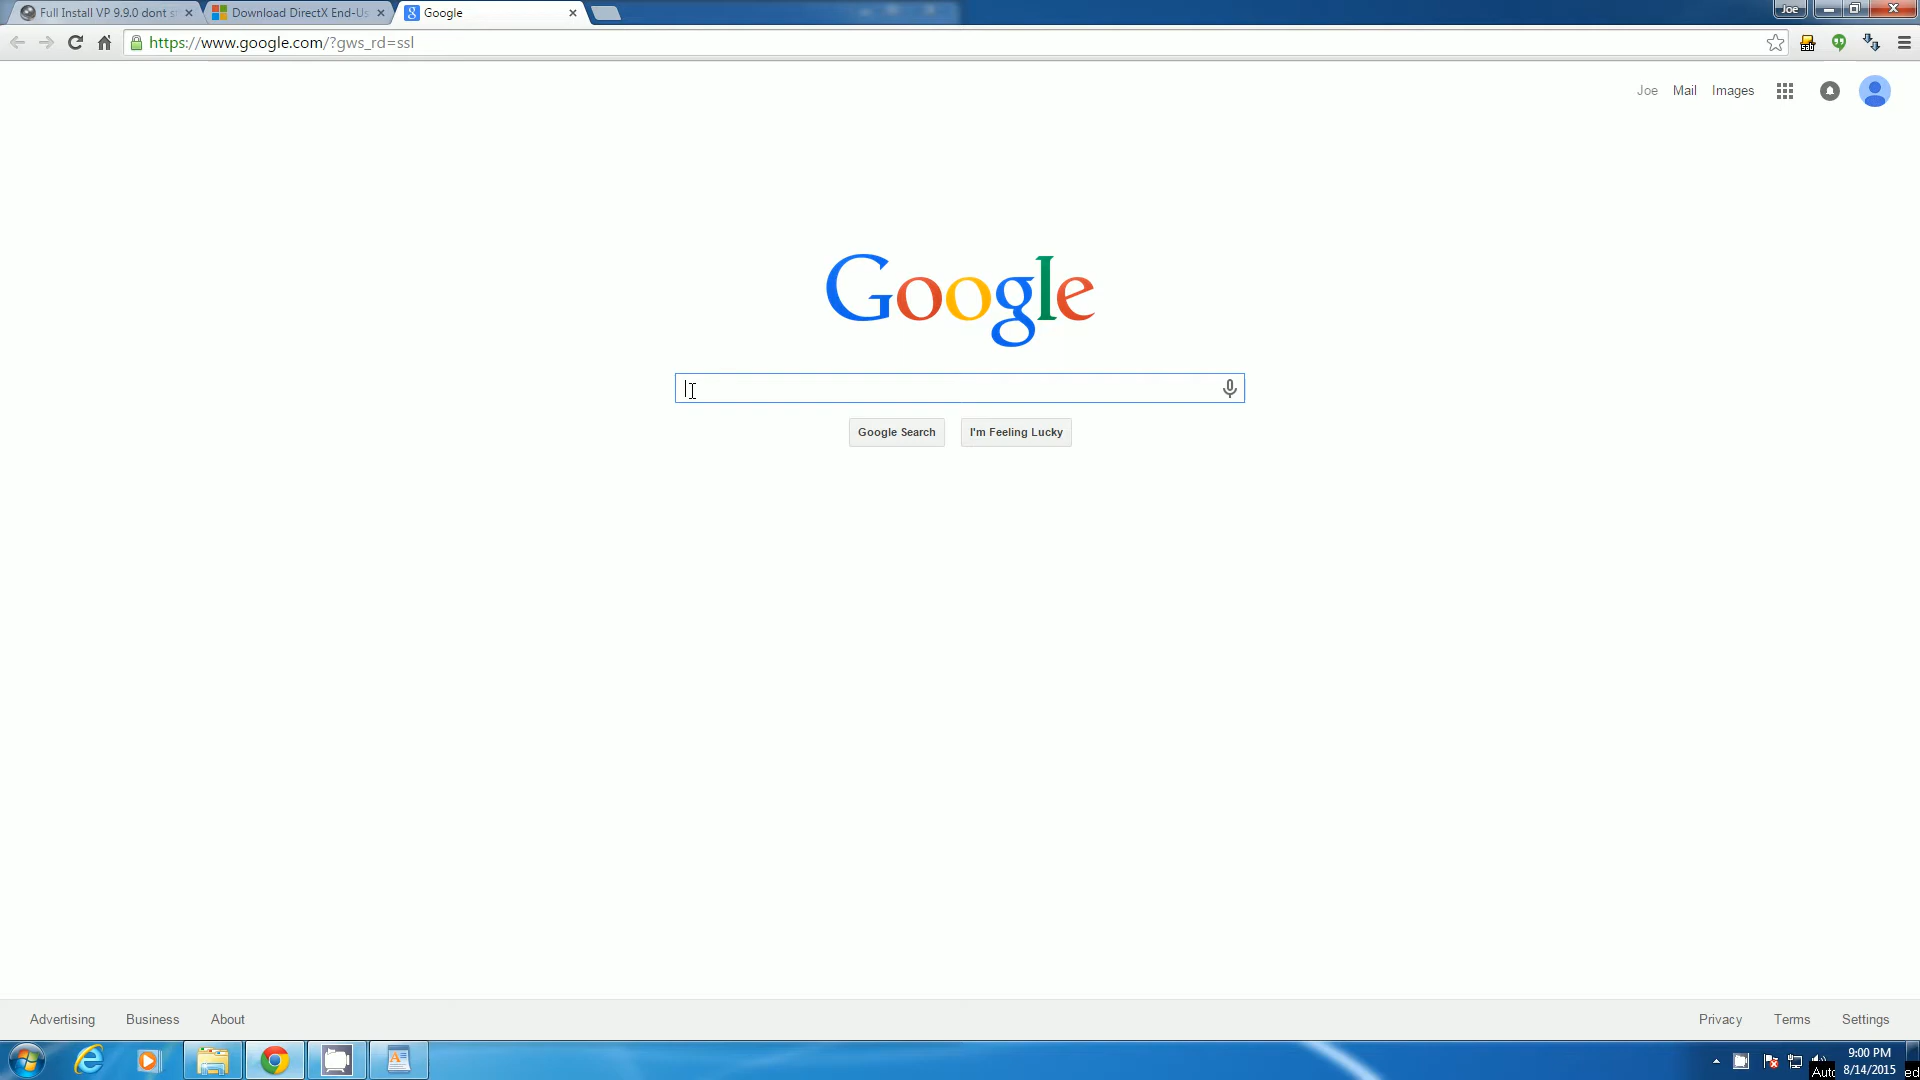 Full Install VP 9.9.0 dont s
Download DirectX End-Us
Google
Joe
https://www.google.com/?gws_rd=ssl
Joe
Mail
Images
Google
Google Search
I'm Feeling Lucky
Advertising
Business
About
Privacy
Terms
Settings
9:00 PM
8/14/2015